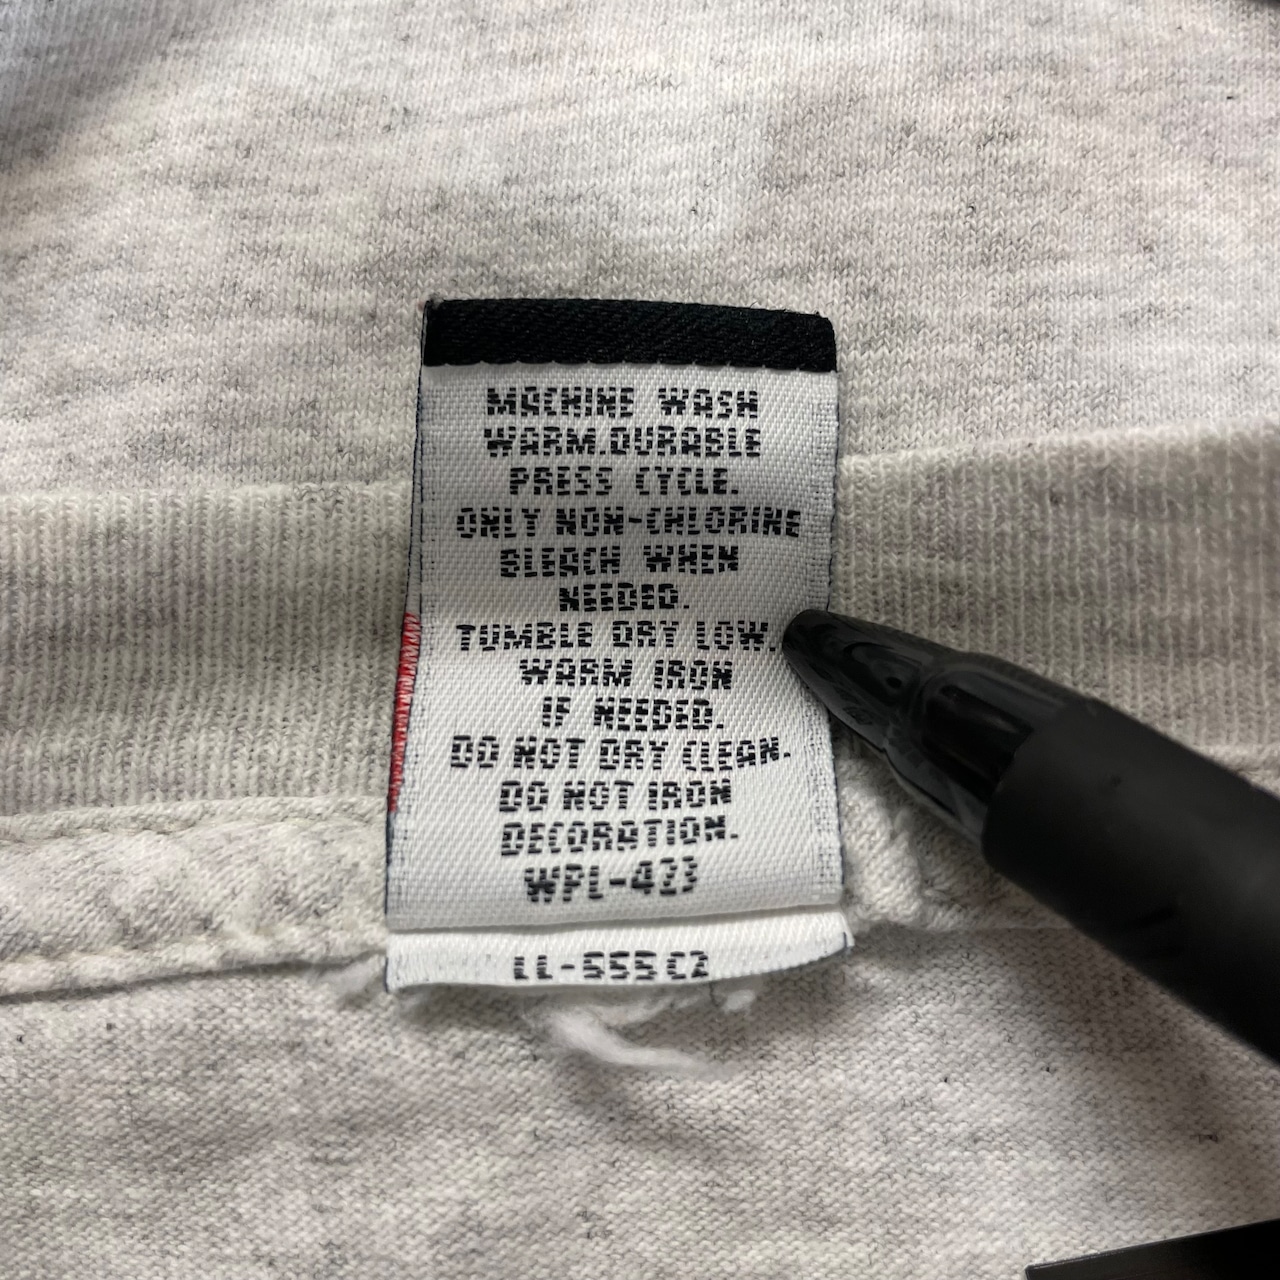 MACHINE WASH
WARM.DURABLE
PRESS CYCLE.
ONLY NON-CHLORINE
BLEACH WHEN
NEEDED.
TUMBLE DRY LOW.
WARM IRON
IF NEEDED.
DO NOT DRY CLEAN.
DO NOT IRON
DECORATION.
WPL-423
LL-555 C2